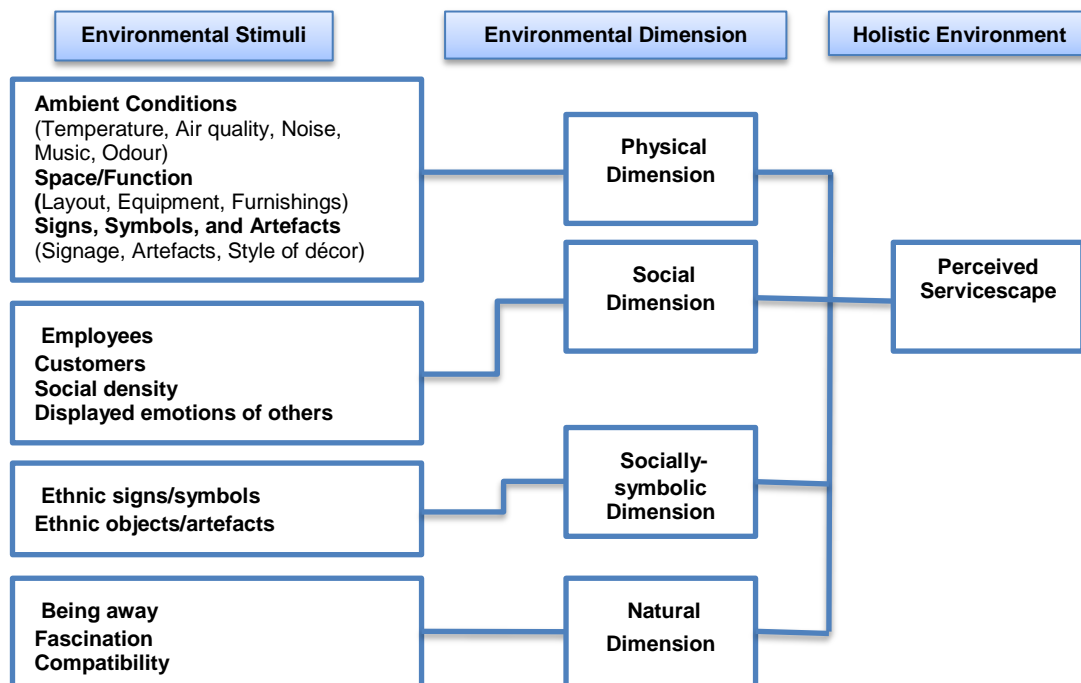 Environmental Stimuli
Environmental Dimension
Holistic Environment
Ambient Conditions
(Temperature, Air quality, Noise,
Music, Odour)
Space/Function
(Layout, Equipment, Furnishings)
Signs, Symbols, and Artefacts
(Signage, Artefacts, Style of décor)
Physical
Dimension
Employees
Customers
Social density
Displayed emotions of others
Social
Dimension
Perceived
Servicescape
Ethnic signs/symbols
Ethnic objects/artefacts
Socially-
symbolic
Dimension
Being away
Fascination
Compatibility
Natural
Dimension